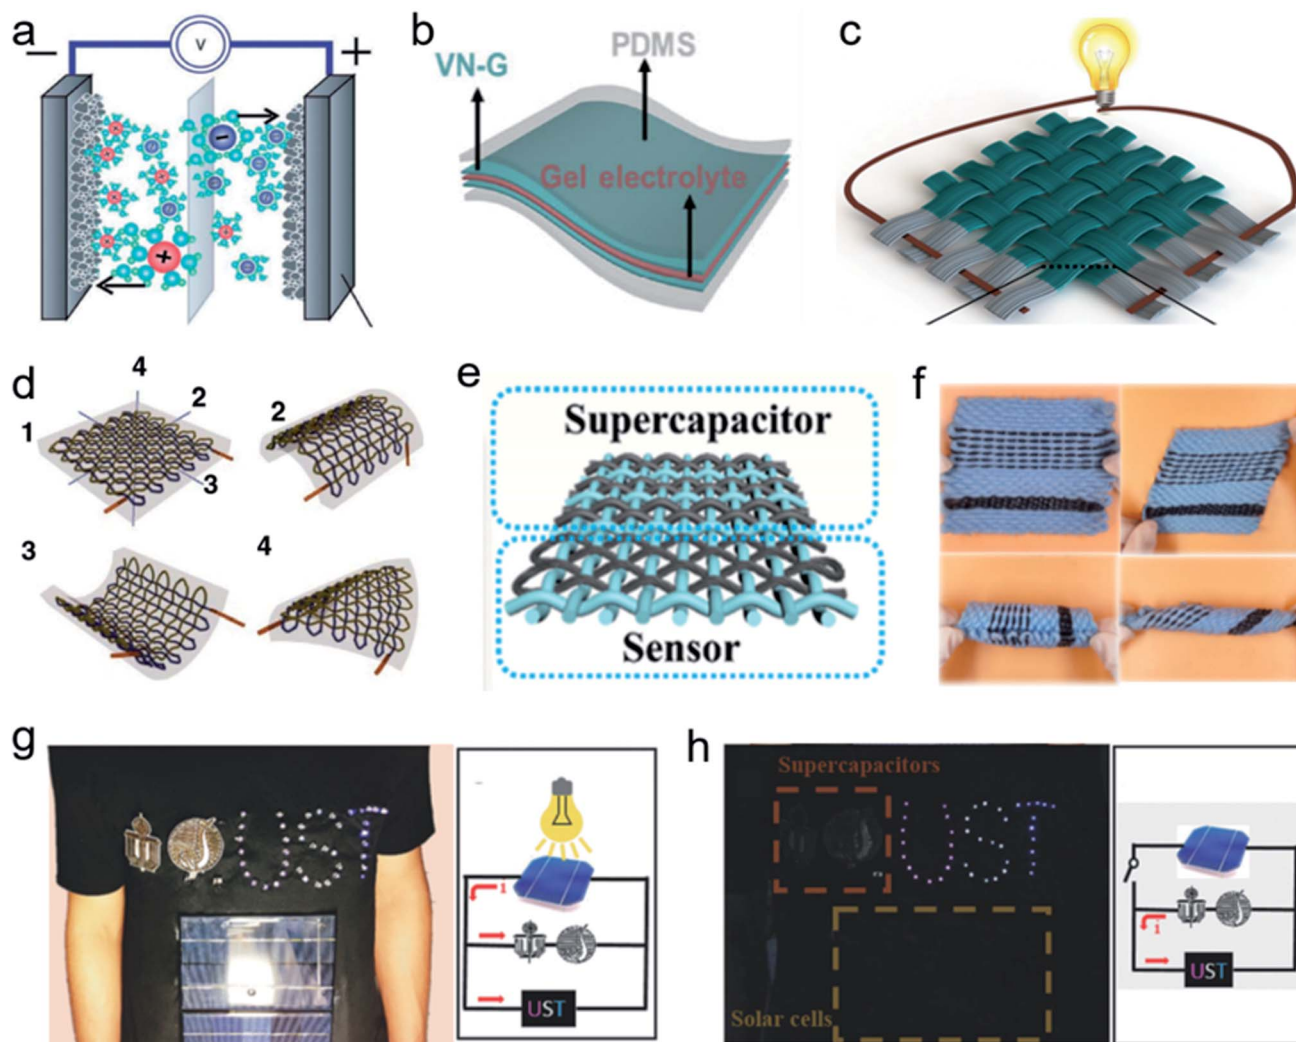 a
− V +
b
PDMS
VN-G
Gel electrolyte
c
d
1
4
2
3
2
3
4
e
Supercapacitor
Sensor
f
g
UST
i
UST
h
Supercapacitors
UST
Solar cells
i
UST